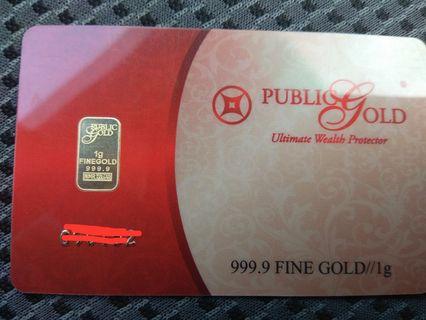 PUBLIC GOLD
Ultimate Wealth Protector
PUBLIC
GOLD
1g
FINEGOLD
999.9
999.9 FINE GOLD//1g